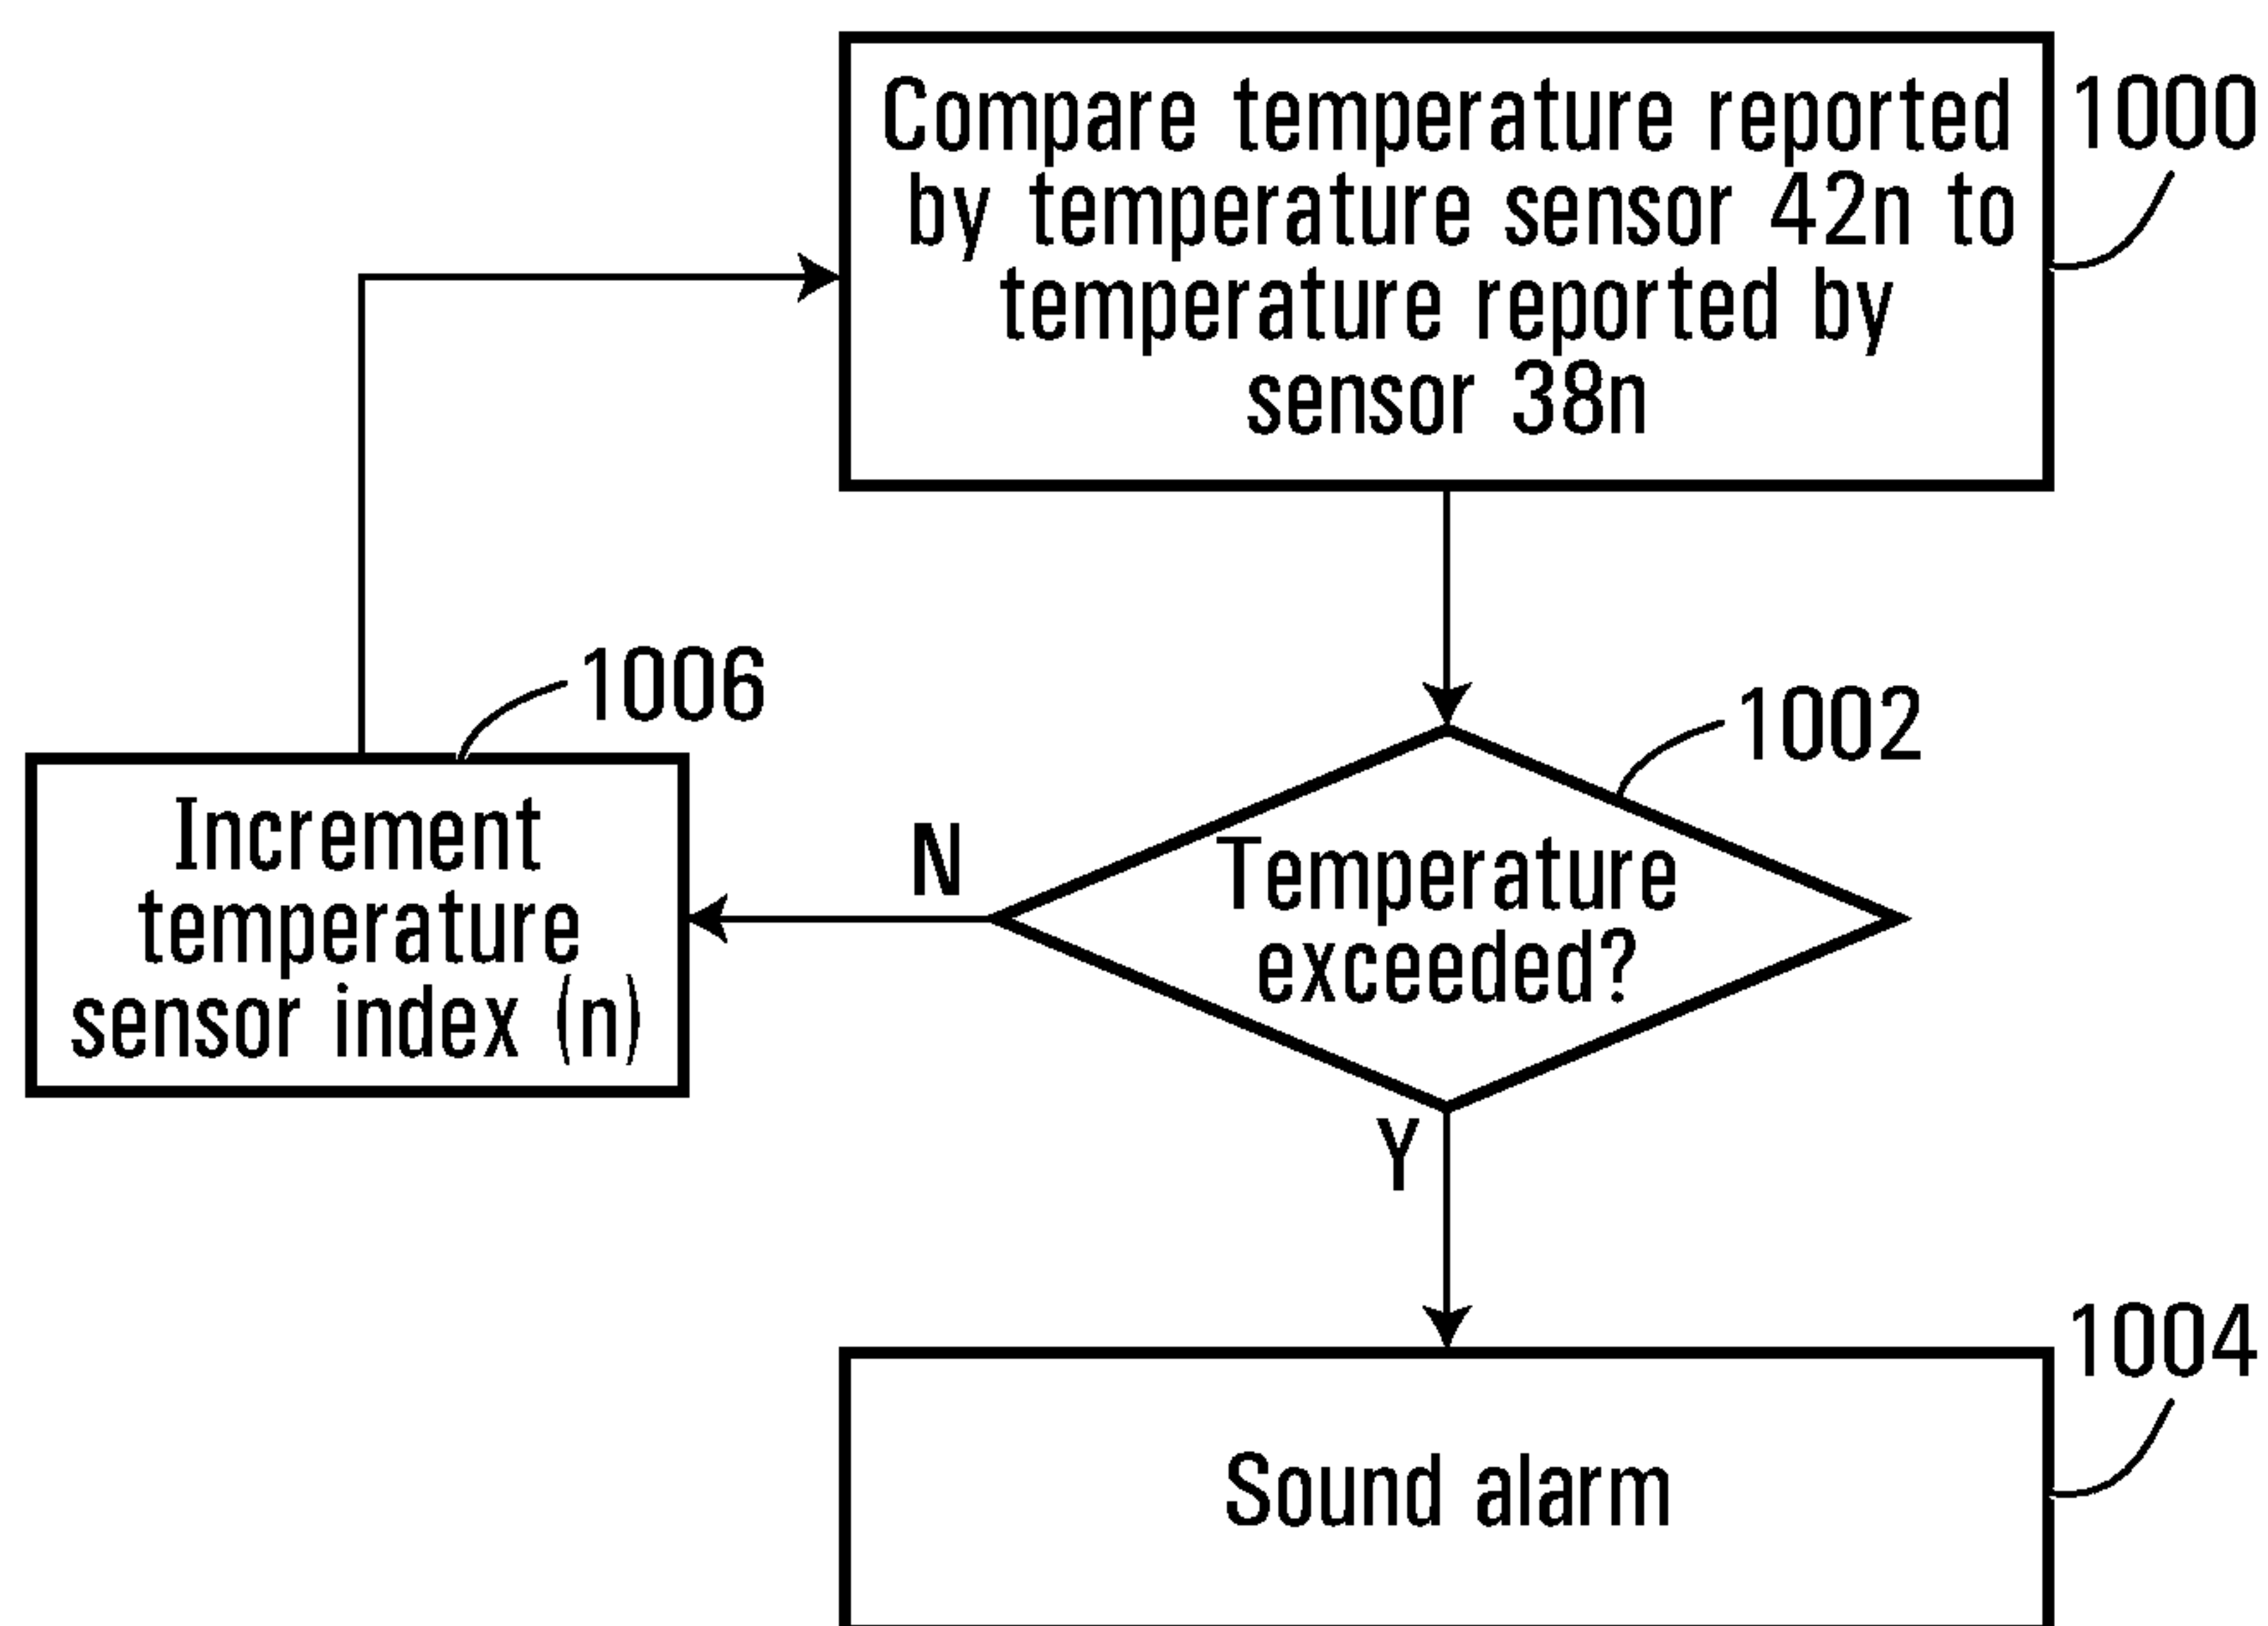 Compare temperature reported
by temperature sensor 42n to
temperature reported by
sensor 38n
1000
1006
1002
Increment
temperature
sensor index (n)
N
Temperature
exceeded?
Y
1004
Sound alarm